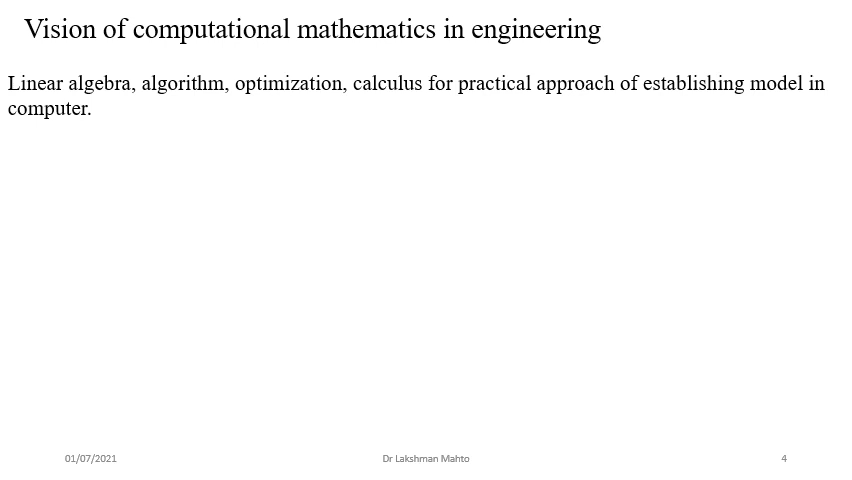 Vision of computational mathematics in engineering
Linear algebra, algorithm, optimization, calculus for practical approach of establishing model in
computer.
01/07/2021
Dr Lakshman Mahto
4